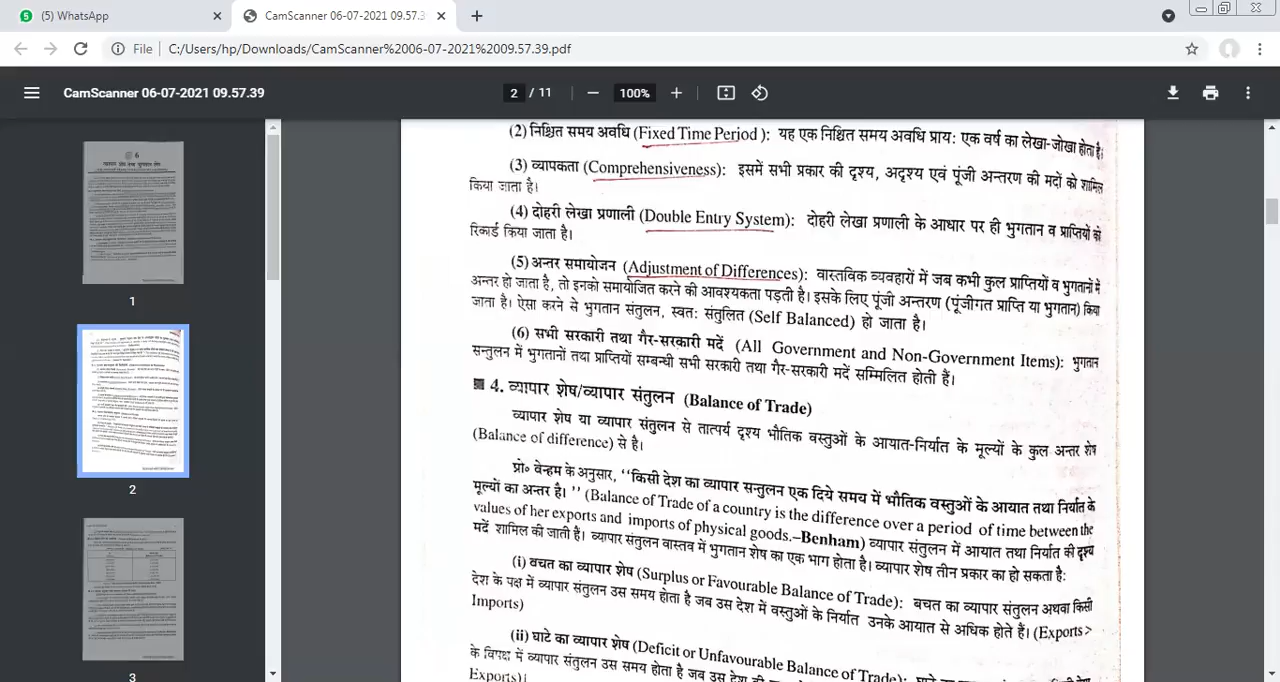 (5) WhatsApp
CamScanner 06-07-2021 09.57.3
File
C:/Users/hp/Downloads/CamScanner%2006-07-2021%2009.57.39.pdf
CamScanner 06-07-2021 09.57.39
2 / 11
100%
(2) निश्चित समय अवधि (Fixed Time Period): यह एक निश्चित समय अवधि प्राय: एक वर्ष का लेखा-जोखा होता है।
(3) व्यापकता (Comprehensiveness): इसमें सभी प्रकार की दृश्य, अदृश्य एवं पूंजी अन्तरण की मदों को शामिल
किया जाता है।
(4) दोहरी लेखा प्रणाली (Double Entry System): दोहरी लेखा प्रणाली के आधार पर ही भुगतान व प्राप्तियों को
रिकार्ड किया जाता है।
(5) अन्तर समायोजन (Adjustment of Differences): वास्तविक व्यवहारों में जब कभी कुल प्राप्तियों व भुगतानों में
अन्तर हो जाता है, तो इनको समायोजित करने की आवश्यकता पड़ती है। इसके लिए पूंजी अन्तरण (पूंजीगत प्राप्ति या भुगतान) किया
जाता है। ऐसा करने से भुगतान संतुलन, स्वत: संतुलित (Self Balanced) हो जाता है।
(6) सभी सरकारी तथा गैर-सरकारी मदें (All Government and Non-Government Items): भुगतान
सन्तुलन में भुगतानों तथा प्राप्तियों सम्बन्धी सभी सरकारी तथा गैर-सरकारी मदें सम्मिलित होती हैं।
4. व्यापार शेष/व्यापार संतुलन (Balance of Trade)
व्यापार शेष तथा व्यापार संतुलन से तात्पर्य दृश्य भौतिक वस्तुओं के आयात-निर्यात के मूल्यों के कुल अन्तर शेष
(Balance of difference) से है।
प्रो॰ वेन्हम के अनुसार, ''किसी देश का व्यापार सन्तुलन एक दिये समय में भौतिक वस्तुओं के आयात तथा निर्यात के
मूल्यों का अन्तर है।'' (Balance of Trade of a country is the difference over a period of time between the
values of her exports and imports of physical goods.–Benham) व्यापार संतुलन में आयात तथा निर्यात की दृश्य
मदें शामिल होती है। व्यापार संतुलन वास्तव में भुगतान शेष का एक भाग होता है। व्यापार शेष तीन प्रकार का हो सकता है:
(i) बचत का व्यापार शेष (Surplus or Favourable Balance of Trade): बचत का व्यापार संतुलन अथवा किसी
देश के पक्ष में व्यापार संतुलन उस समय होता है जब उस देश में वस्तुओं के निर्यात उनके आयात से अधिक होते हैं। (Exports >
Imports)
(ii) घाटे का व्यापार शेष (Deficit or Unfavourable Balance of Trade):
के विपक्ष में व्यापार संतुलन उस समय होता है जब उस देश की
Exports)।
1
2
3